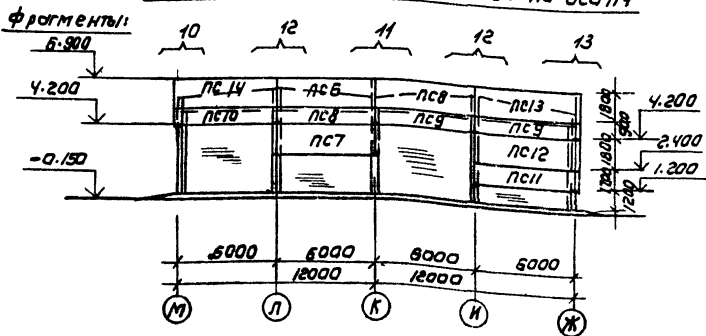 фрагменты: 10 12 11 12 13
6.900
ПС14 ПС6 ПС8 ПС13
4.200 1800 4.200
ПС10 ПС8 ПС9 ПС9 900
ПС7 ПС12 1800 2.400
-0.150 ПС11 1.200
1200
6000 6000 6000 6000
12000 12000
М Л К И Ж